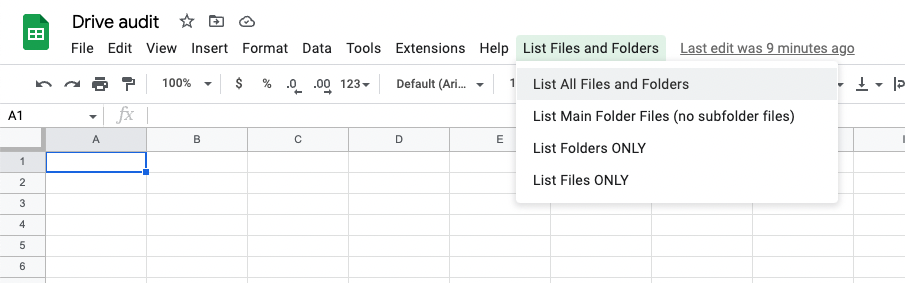 Drive audit
File Edit View Insert Format Data Tools Extensions Help List Files and Folders Last edit was 9 minutes ago
100% $ % .0 .00 123 Default (Ari... 1
List All Files and Folders
A1 fx
List Main Folder Files (no subfolder files)
A B C D E
List Folders ONLY
1
List Files ONLY
2
3
4
5
6